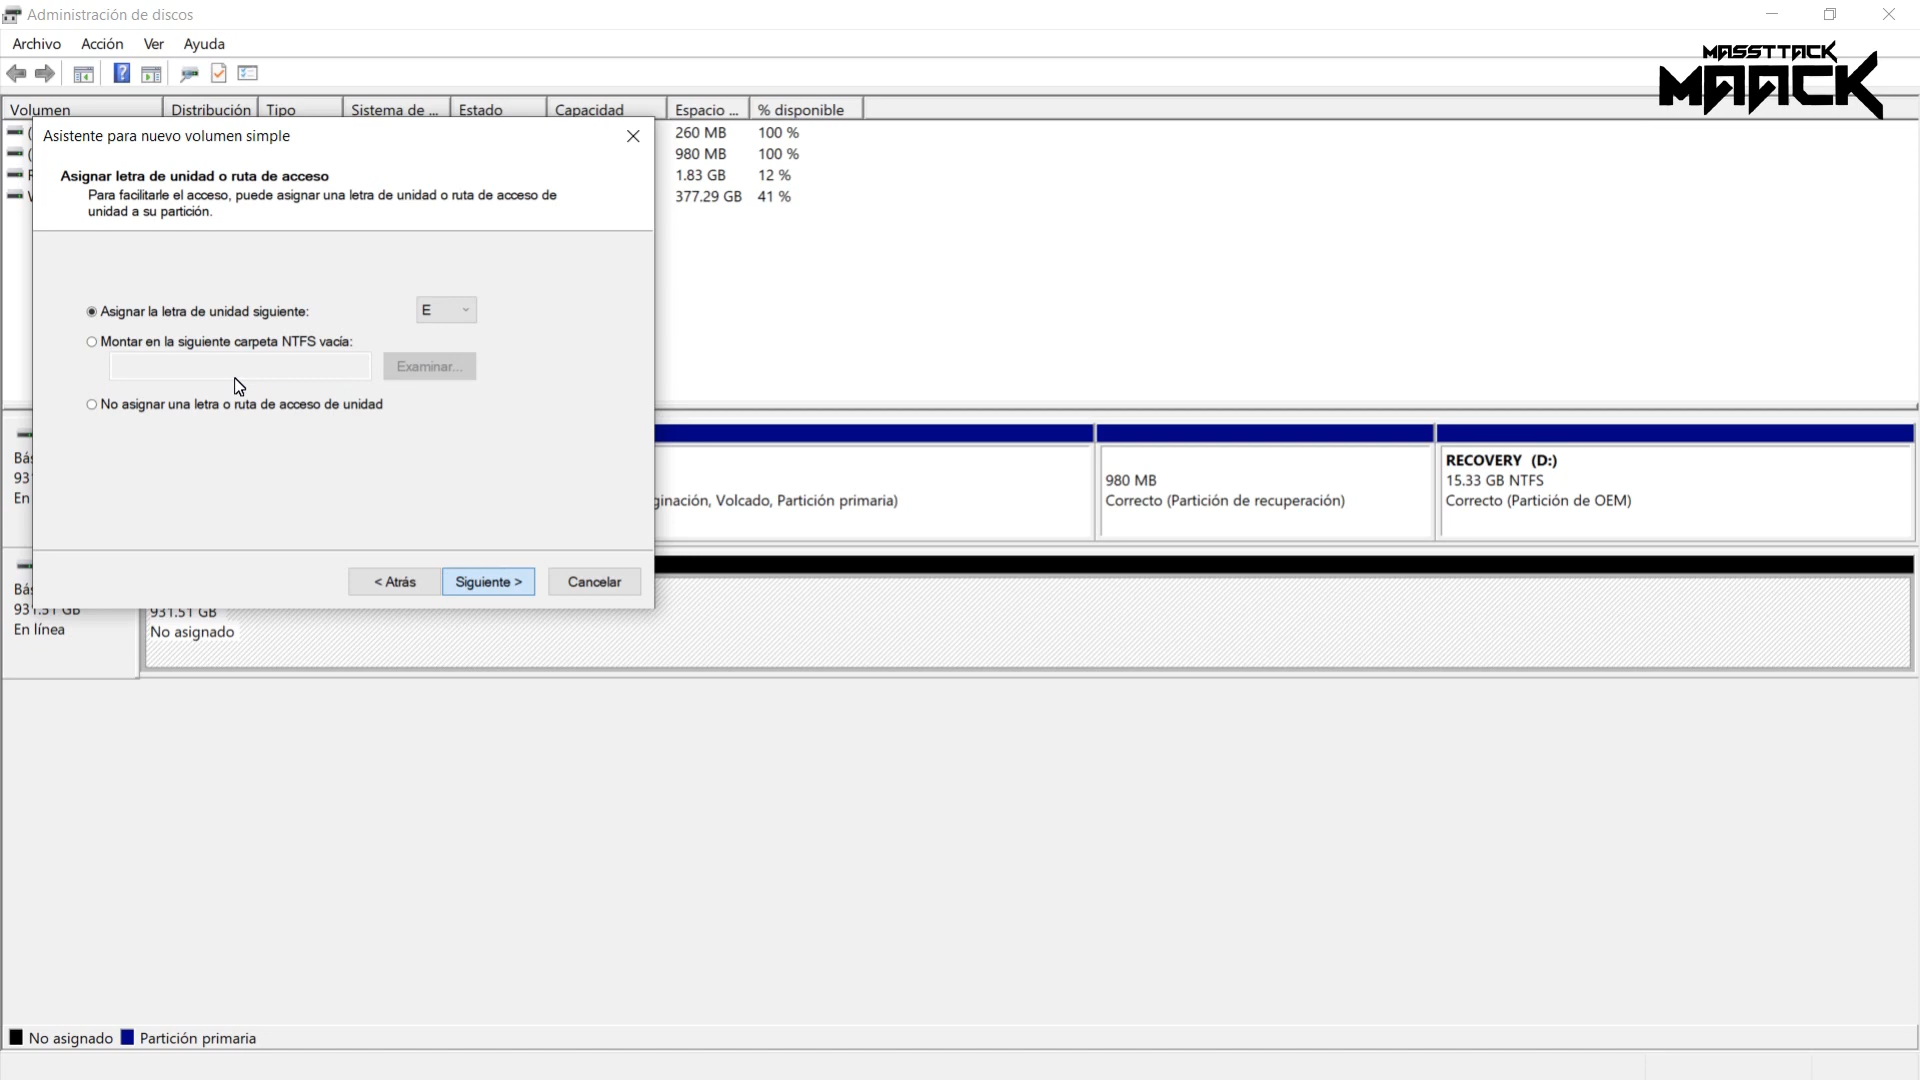 Administración de discos
Archivo Acción Ver Ayuda
MASSTTACK
MAACK
Volumen Distribución Tipo Sistema de ... Estado Capacidad Espacio ... % disponible
260 MB 100 %
980 MB 100 %
1.83 GB 12 %
377.29 GB 41 %
Asistente para nuevo volumen simple
Asignar letra de unidad o ruta de acceso
Para facilitarle el acceso, puede asignar una letra de unidad o ruta de acceso de
unidad a su partición.
Asignar la letra de unidad siguiente: E
Montar en la siguiente carpeta NTFS vacía:
Examinar...
No asignar una letra o ruta de acceso de unidad
< Atrás Siguiente > Cancelar
ginación, Volcado, Partición primaria)
980 MB
Correcto (Partición de recuperación)
RECOVERY (D:)
15.33 GB NTFS
Correcto (Partición de OEM)
931.51 GB
En línea
931.51 GB
No asignado
No asignado Partición primaria